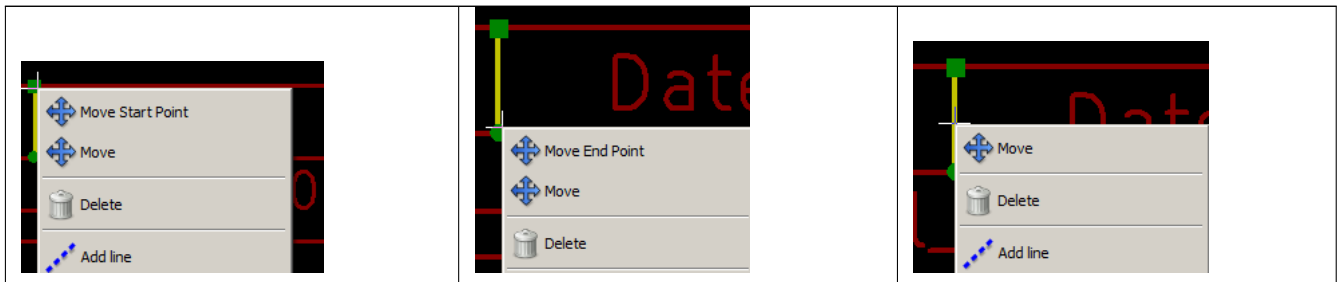 Move Start Point
Move
Delete
Add line
Date
Move End Point
Move
Delete
Move
Delete
Add line